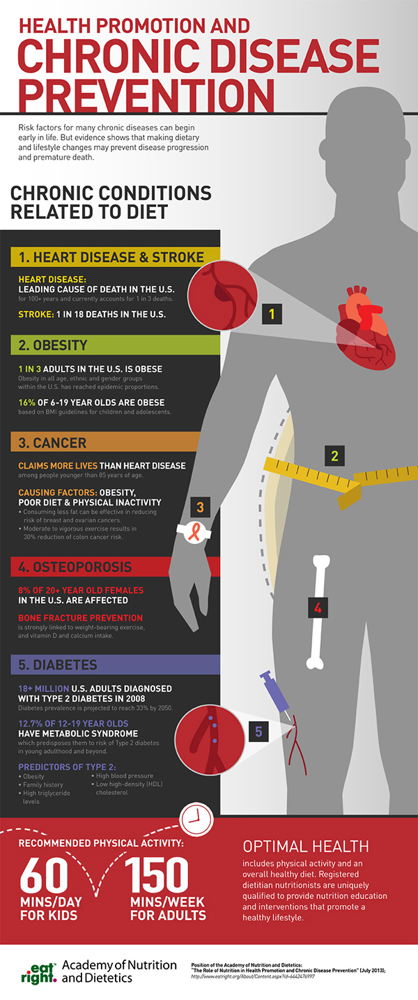 HEALTH PROMOTION AND
CHRONIC DISEASE
PREVENTION
Risk factors for many chronic diseases can begin
early in life. But evidence shows that making dietary
and lifestyle changes may prevent disease progression
and premature death.
CHRONIC CONDITIONS
RELATED TO DIET
1. HEART DISEASE & STROKE
HEART DISEASE:
LEADING CAUSE OF DEATH IN THE U.S.
for 100+ years and currently accounts for 1 in 3 deaths.
STROKE: 1 IN 18 DEATHS IN THE U.S.
1
2. OBESITY
1 IN 3 ADULTS IN THE U.S. IS OBESE
Obesity in all age, ethnic and gender groups
within the U.S. has reached epidemic proportions.
16% OF 6-19 YEAR OLDS ARE OBESE
based on BMI guidelines for children and adolescents.
2
3. CANCER
CLAIMS MORE LIVES THAN HEART DISEASE
among people younger than 85 years of age.
CAUSING FACTORS: OBESITY,
POOR DIET & PHYSICAL INACTIVITY
• Consuming less fat can be effective in reducing
risk of breast and ovarian cancers.
• Moderate to vigorous exercise results in
30% reduction of colon cancer risk.
3
4. OSTEOPOROSIS
8% OF 20+ YEAR OLD FEMALES
IN THE U.S. ARE AFFECTED
BONE FRACTURE PREVENTION
is strongly linked to weight-bearing exercise,
and vitamin D and calcium intake.
4
5. DIABETES
18+ MILLION U.S. ADULTS DIAGNOSED
WITH TYPE 2 DIABETES IN 2008
Diabetes prevalence is projected to reach 33% by 2050.
12.7% OF 12-19 YEAR OLDS
HAVE METABOLIC SYNDROME
which predisposes them to risk of Type 2 diabetes
in young adulthood and beyond.
PREDICTORS OF TYPE 2:
• Obesity
• Family history
• High triglyceride
levels
• High blood pressure
• Low high-density (HDL)
cholesterol
5
RECOMMENDED PHYSICAL ACTIVITY:
60
MINS/DAY
FOR KIDS
150
MINS/WEEK
FOR ADULTS
OPTIMAL HEALTH
includes physical activity and an
overall healthy diet. Registered
dietitian nutritionists are uniquely
qualified to provide nutrition education
and interventions that promote a
healthy lifestyle.
eat
right.
Academy of Nutrition
and Dietetics
Position of the Academy of Nutrition and Dietetics:
"The Role of Nutrition in Health Promotion and Chronic Disease Prevention" (July 2013);
http://www.eatright.org/About/Content.aspx?id=6442476997